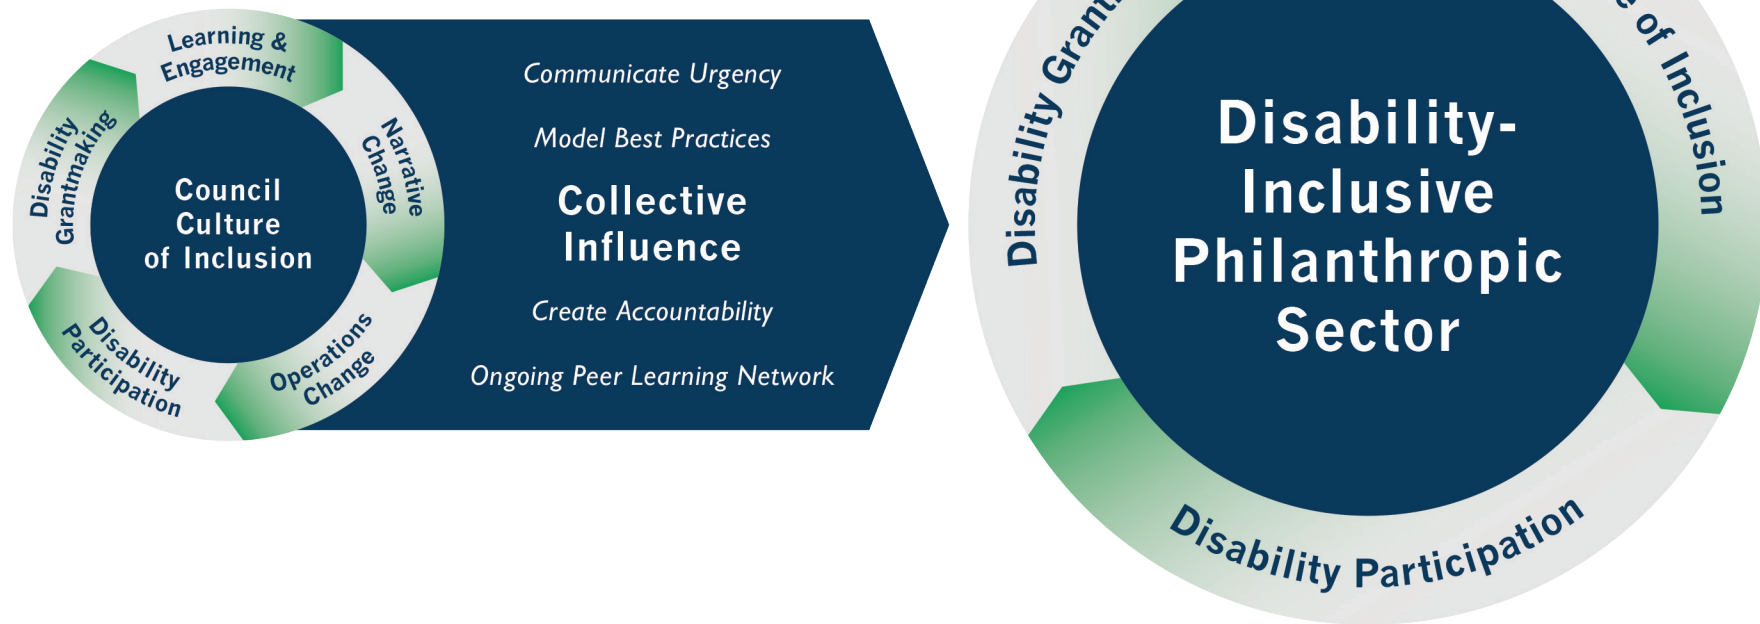 Learning &
Engagement
Narrative
Change
Operations
Change
Disability
Participation
Disability
Grantmaking
Council
Culture
of Inclusion
Communicate Urgency
Model Best Practices
Collective
Influence
Create Accountability
Ongoing Peer Learning Network
Disability
of Inclusion
Disability Participation
Disability-
Inclusive
Philanthropic
Sector